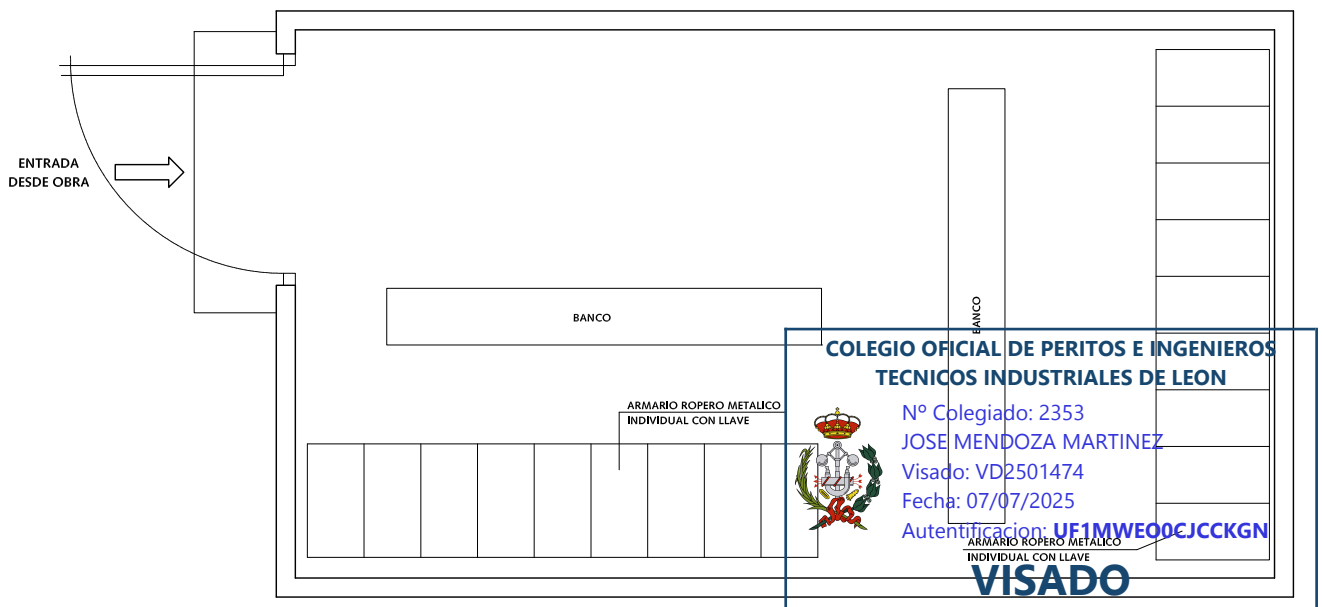 ENTRADA
DESDE OBRA
BANCO
BANCO
ARMARIO ROPERO METALICO
INDIVIDUAL CON LLAVE
COLEGIO OFICIAL DE PERITOS E INGENIEROS
TECNICOS INDUSTRIALES DE LEON
Nº Colegiado: 2353
JOSE MENDOZA MARTINEZ
Visado: VD2501474
Fecha: 07/07/2025
Autentificacion: UF1MWEO0CJCCKGN
ARMARIO ROPERO METALICO
INDIVIDUAL CON LLAVE
VISADO